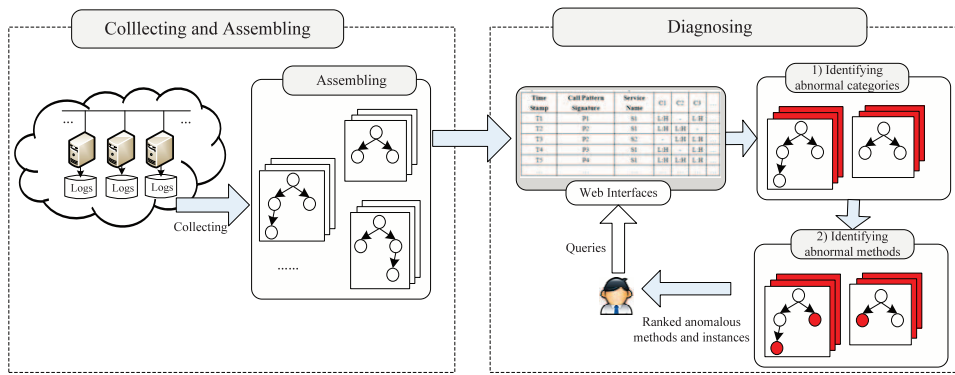 Colllecting and Assembling
...
...
Logs
Logs
Logs
Collecting
Assembling
......
Diagnosing
Time Stamp Call Pattern Signature Service Name C1 C2 C3 ....
T1 P1 S1 L:H - L:H
T2 P2 S1 L:H L:H -
T3 P2 S2 - L:H L:H
T4 P3 S1 L:H L:H L:H
T5 P4 S1 L:H L:H L:H
Web Interfaces
Queries
1) Identifying
abnormal categories
2) Identifying
abnormal methods
Ranked anomalous
methods and instances